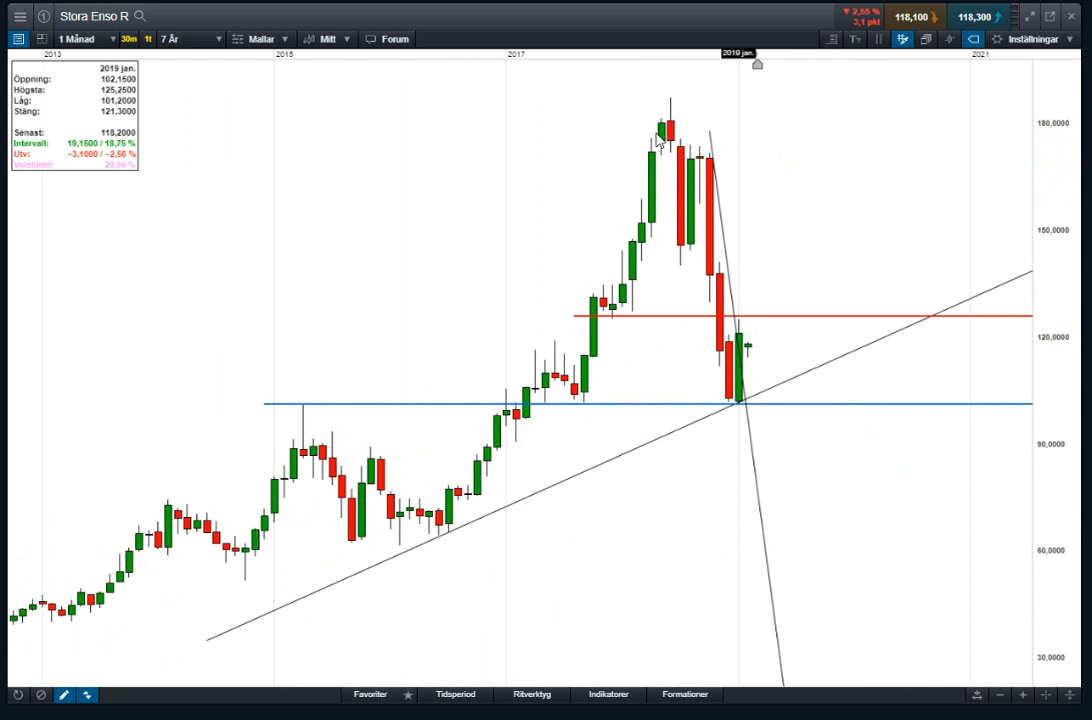 Stora Enso R
▼ 2,55 %
3,1 pkt
118,100
118,300
1 Månad
30m
1t
7 År
Mallar
Mitt
Forum
Inställningar
2013
2015
2017
2019 jan.
2021
2019 jan.
Öppning: 102,1500
Högsta: 125,2500
Låg: 101,2000
Stäng: 121,3000
Senast: 118,2000
Intervall: 19,1500 / 18,75 %
Utv: −3,1000 / −2,56 %
180,0000
150,0000
120,0000
90,0000
60,0000
30,0000
Favoriter
Tidsperiod
Ritverktyg
Indikatorer
Formationer